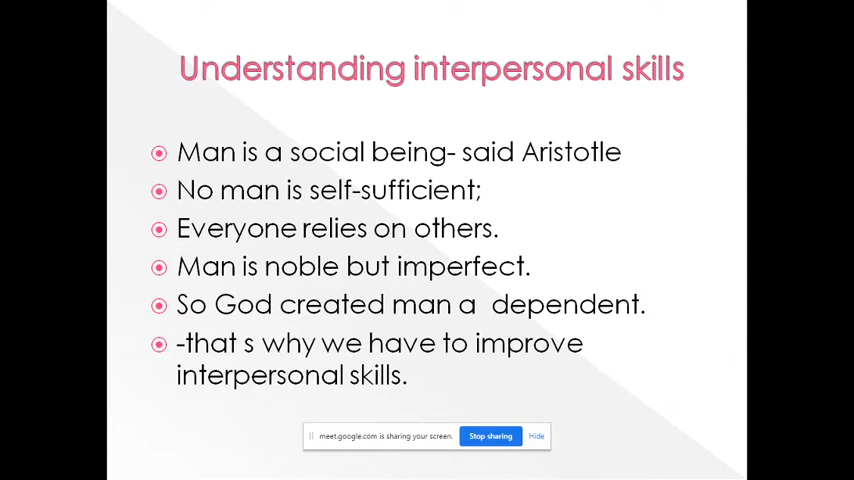 Understanding interpersonal skills
Man is a social being- said Aristotle
No man is self-sufficient;
Everyone relies on others.
Man is noble but imperfect.
So God created man a  dependent.
-that s why we have to improve
interpersonal skills.
meet.google.com is sharing your screen. Stop sharing Hide